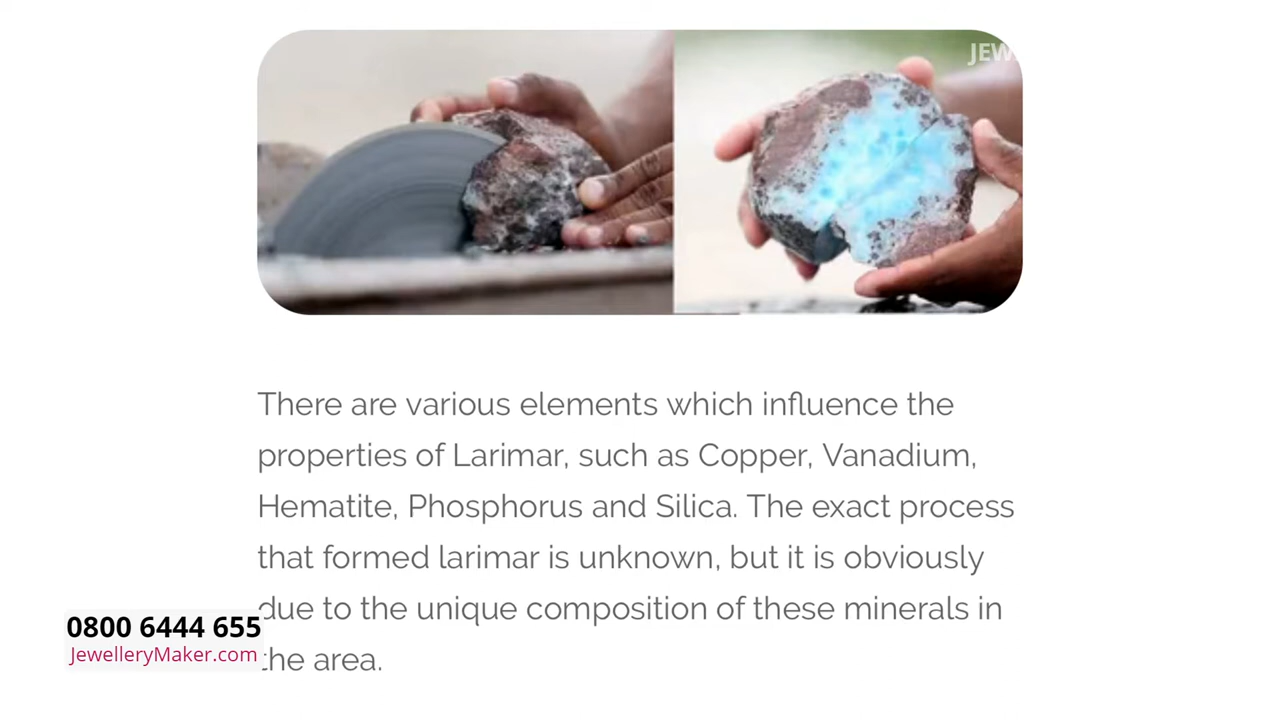 JEW
There are various elements which influence the
properties of Larimar, such as Copper, Vanadium,
Hematite, Phosphorus and Silica. The exact process
that formed larimar is unknown, but it is obviously
due to the unique composition of these minerals in
the area.
0800 6444 655
JewelleryMaker.com